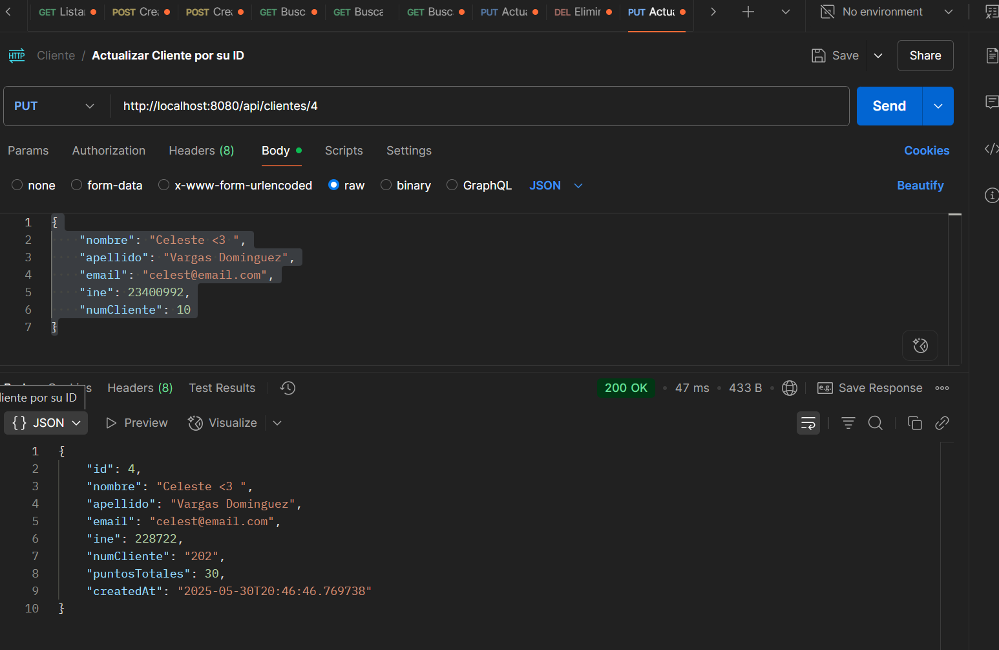 GET Lista POST Crea POST Crea GET Busc GET Busca GET Busc PUT Actu DEL Elimir PUT Actua No environment
Cliente / Actualizar Cliente por su ID Save Share
PUT http://localhost:8080/api/clientes/4 Send
Params Authorization Headers (8) Body Scripts Settings Cookies
none form-data x-www-form-urlencoded raw binary GraphQL JSON Beautify
1 {
2 "nombre": "Celeste <3 ",
3 "apellido": "Vargas Dominguez",
4 "email": "celest@email.com",
5 "ine": 23400992,
6 "numCliente": 10
7 }
Headers (8) Test Results 200 OK • 47 ms • 433 B • e.g. Save Response
liente por su ID
{} JSON Preview Visualize
1 {
2 "id": 4,
3 "nombre": "Celeste <3 ",
4 "apellido": "Vargas Dominguez",
5 "email": "celest@email.com",
6 "ine": 228722,
7 "numCliente": "202",
8 "puntosTotales": 30,
9 "createdAt": "2025-05-30T20:46:46.769738"
10 }